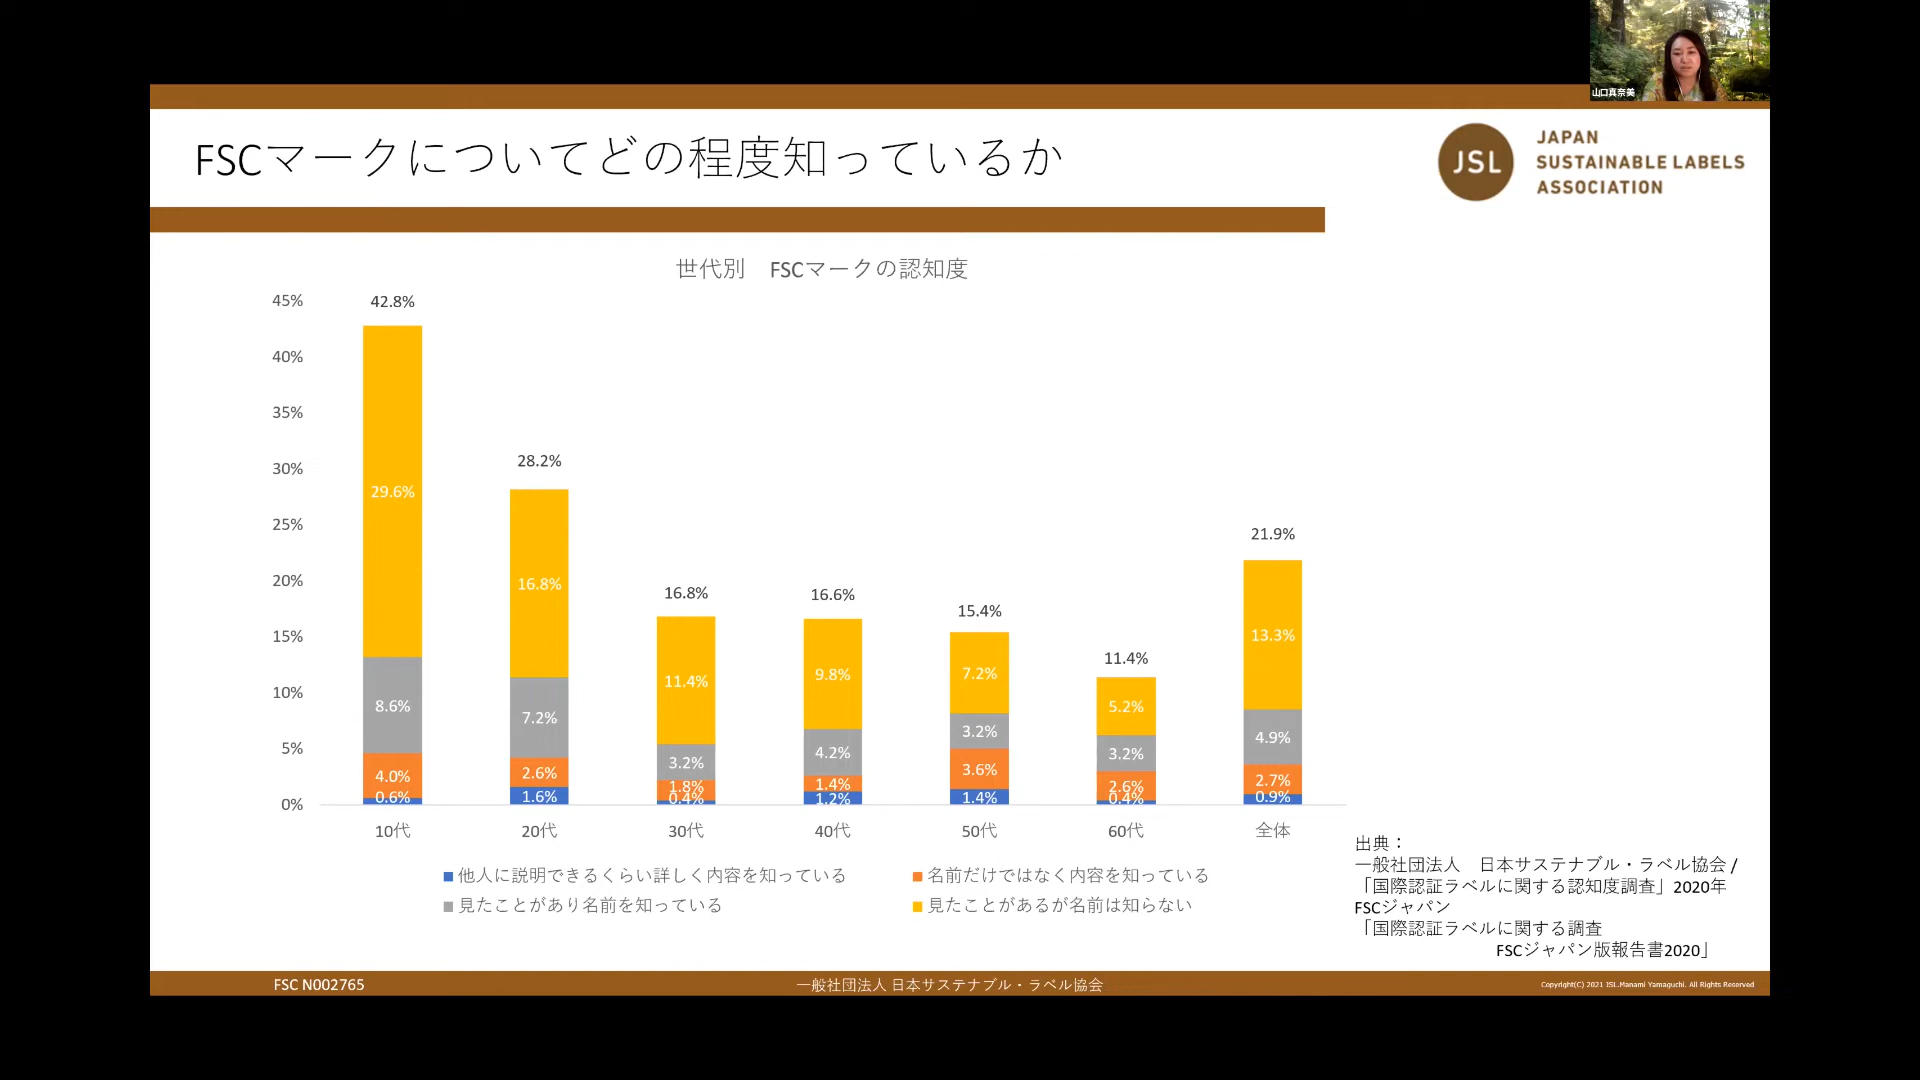 山口真奈美
FSCマークについてどの程度知っているか
JSL
JAPAN
SUSTAINABLE LABELS
ASSOCIATION
世代別　FSCマークの認知度
45%
40%
35%
30%
25%
20%
15%
10%
5%
0%
42.8%
29.6%
8.6%
4.0%
0.6%
28.2%
16.8%
7.2%
2.6%
1.6%
16.8%
11.4%
3.2%
1.8%
0.4%
16.6%
9.8%
4.2%
1.4%
1.2%
15.4%
7.2%
3.2%
3.6%
1.4%
11.4%
5.2%
3.2%
2.6%
0.4%
21.9%
13.3%
4.9%
2.7%
0.9%
10代
20代
30代
40代
50代
60代
全体
他人に説明できるくらい詳しく内容を知っている
名前だけではなく内容を知っている
見たことがあり名前を知っている
見たことがあるが名前は知らない
出典：
一般社団法人　日本サステナブル・ラベル協会 /
「国際認証ラベルに関する認知度調査」2020年
FSCジャパン
「国際認証ラベルに関する調査
FSCジャパン版報告書2020」
FSC N002765
一般社団法人 日本サステナブル・ラベル協会
Copyright(C) 2021 JSL.Manami Yamaguchi. All Rights Reserved